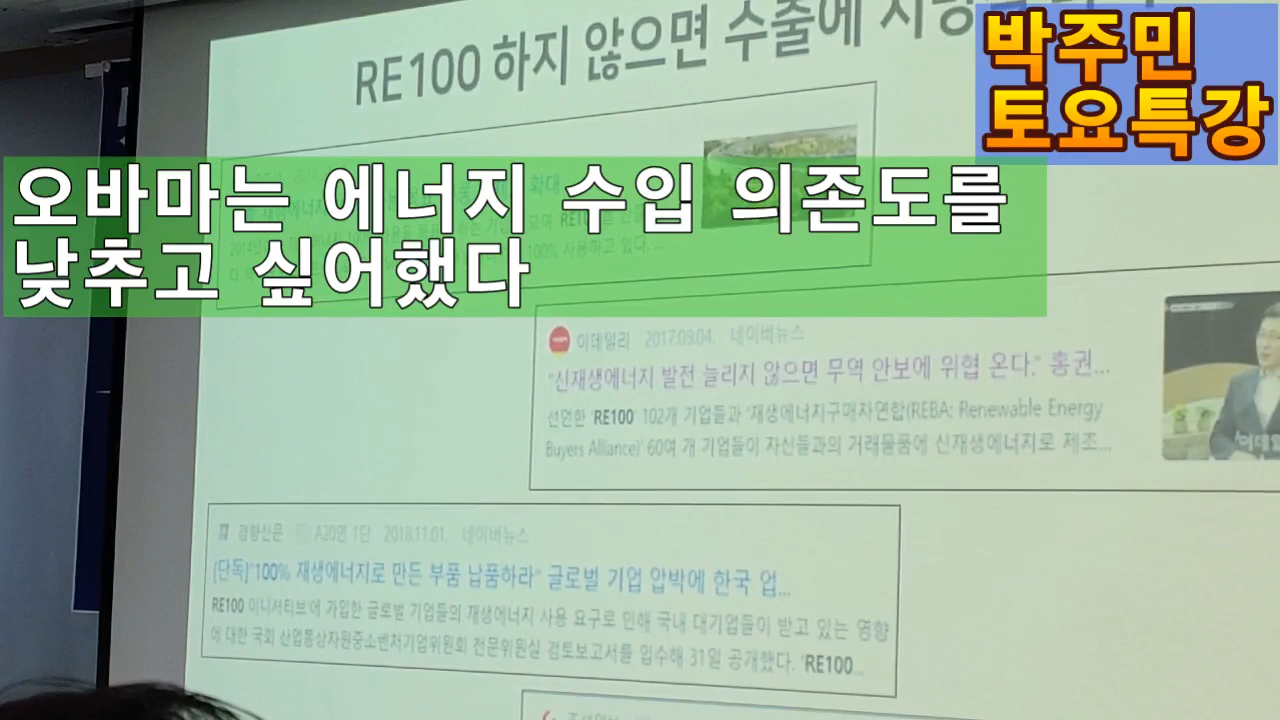 RE100 하지 않으면 수출에
박주민
토요특강
오바마는 에너지 수입 의존도를
낮추고 싶어했다
확대
100% 사용하고 있다....
이데일리 2017.09.04. 네이버뉴스
"신재생에너지 발전 늘리지 않으면 무역 안보에 위협 온다." 홍권...
선언한 'RE100' 102개 기업들과 '재생에너지구매자연합(REBA: Renewable Energy
Buyers Alliance)' 60여 개 기업들이 자신들과의 거래물품에 신재생에너지로 제조...
경향신문 A20면 1단 2018.11.01. 네이버뉴스
[단독]"100% 재생에너지로 만든 부품 납품하라" 글로벌 기업 압박에 한국 업...
RE100 이니셔티브'에 가입한 글로벌 기업들의 재생에너지 사용 요구로 인해 국내 대기업들이 받고 있는 영향
에 대한 국회 산업통상자원중소벤처기업위원회 전문위원실 검토보고서를 입수해 31일 공개했다. 'RE100...